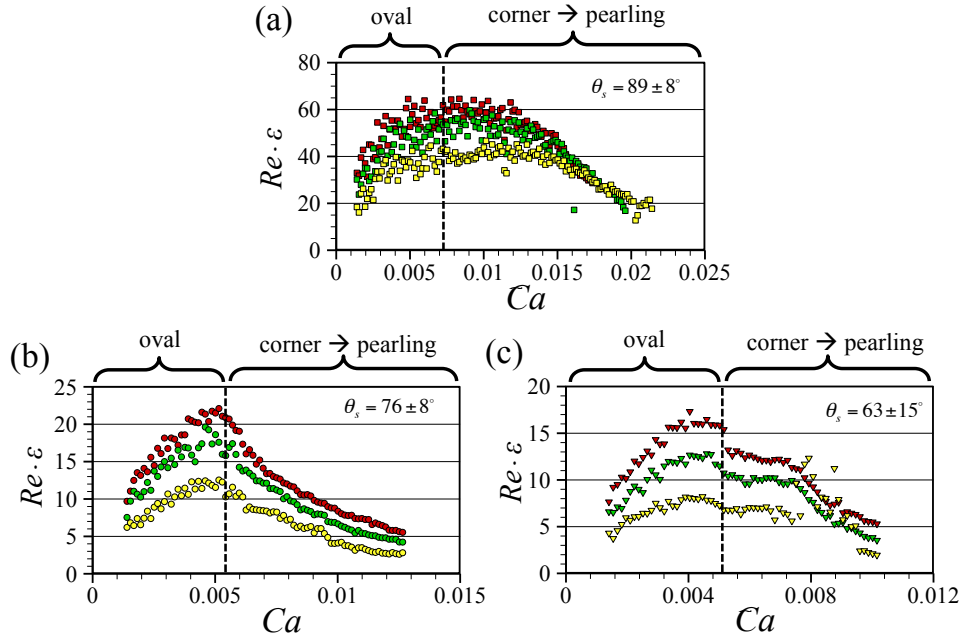 (a)
oval
corner → pearling
80
60
40
20
0
Re · ε
θs = 89 ± 8°
0 0.005 0.01 0.015 0.02 0.025
Ca
(b)
oval
corner → pearling
25
20
15
10
5
0
Re · ε
θs = 76 ± 8°
0 0.005 0.01 0.015
Ca
(c)
oval
corner → pearling
20
15
10
5
0
Re · ε
θs = 63 ± 15°
0 0.004 0.008 0.012
Ca